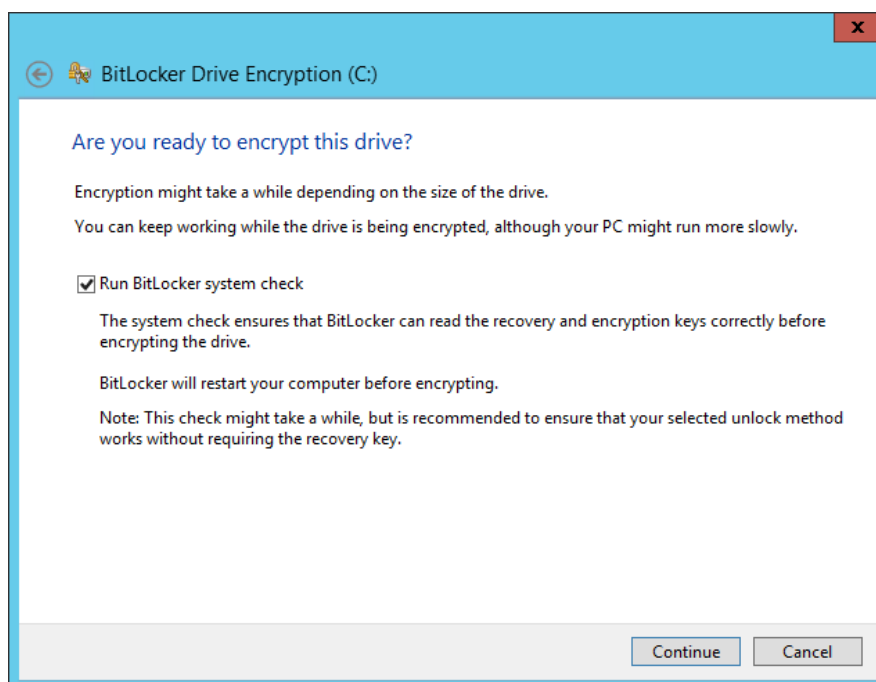 x
BitLocker Drive Encryption (C:)
Are you ready to encrypt this drive?
Encryption might take a while depending on the size of the drive.
You can keep working while the drive is being encrypted, although your PC might run more slowly.
Run BitLocker system check
The system check ensures that BitLocker can read the recovery and encryption keys correctly before
encrypting the drive.
BitLocker will restart your computer before encrypting.
Note: This check might take a while, but is recommended to ensure that your selected unlock method
works without requiring the recovery key.
Continue
Cancel